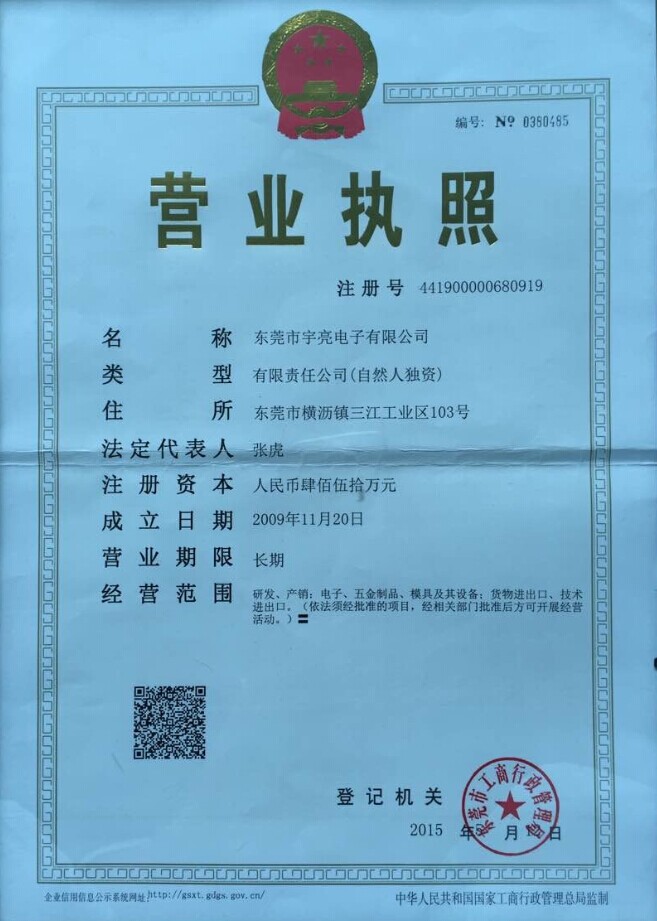 编号: № 0380485
营业执照
注册号 441900000680919
名称 东莞市宇亮电子有限公司
类型 有限责任公司(自然人独资)
住所 东莞市横沥镇三江工业区103号
法定代表人 张虎
注册资本 人民币肆佰伍拾万元
成立日期 2009年11月20日
营业期限 长期
经营范围 研发、产销：电子、五金制品、模具及其设备；货物进出口、技术
进出口。（依法须经批准的项目，经相关部门批准后方可开展经营
活动。）〓
登记机关
东莞市工商行政管理局
2015 年 月 日
企业信用信息公示系统网址: http://gsxt.gdgs.gov.cn/
中华人民共和国国家工商行政管理总局监制